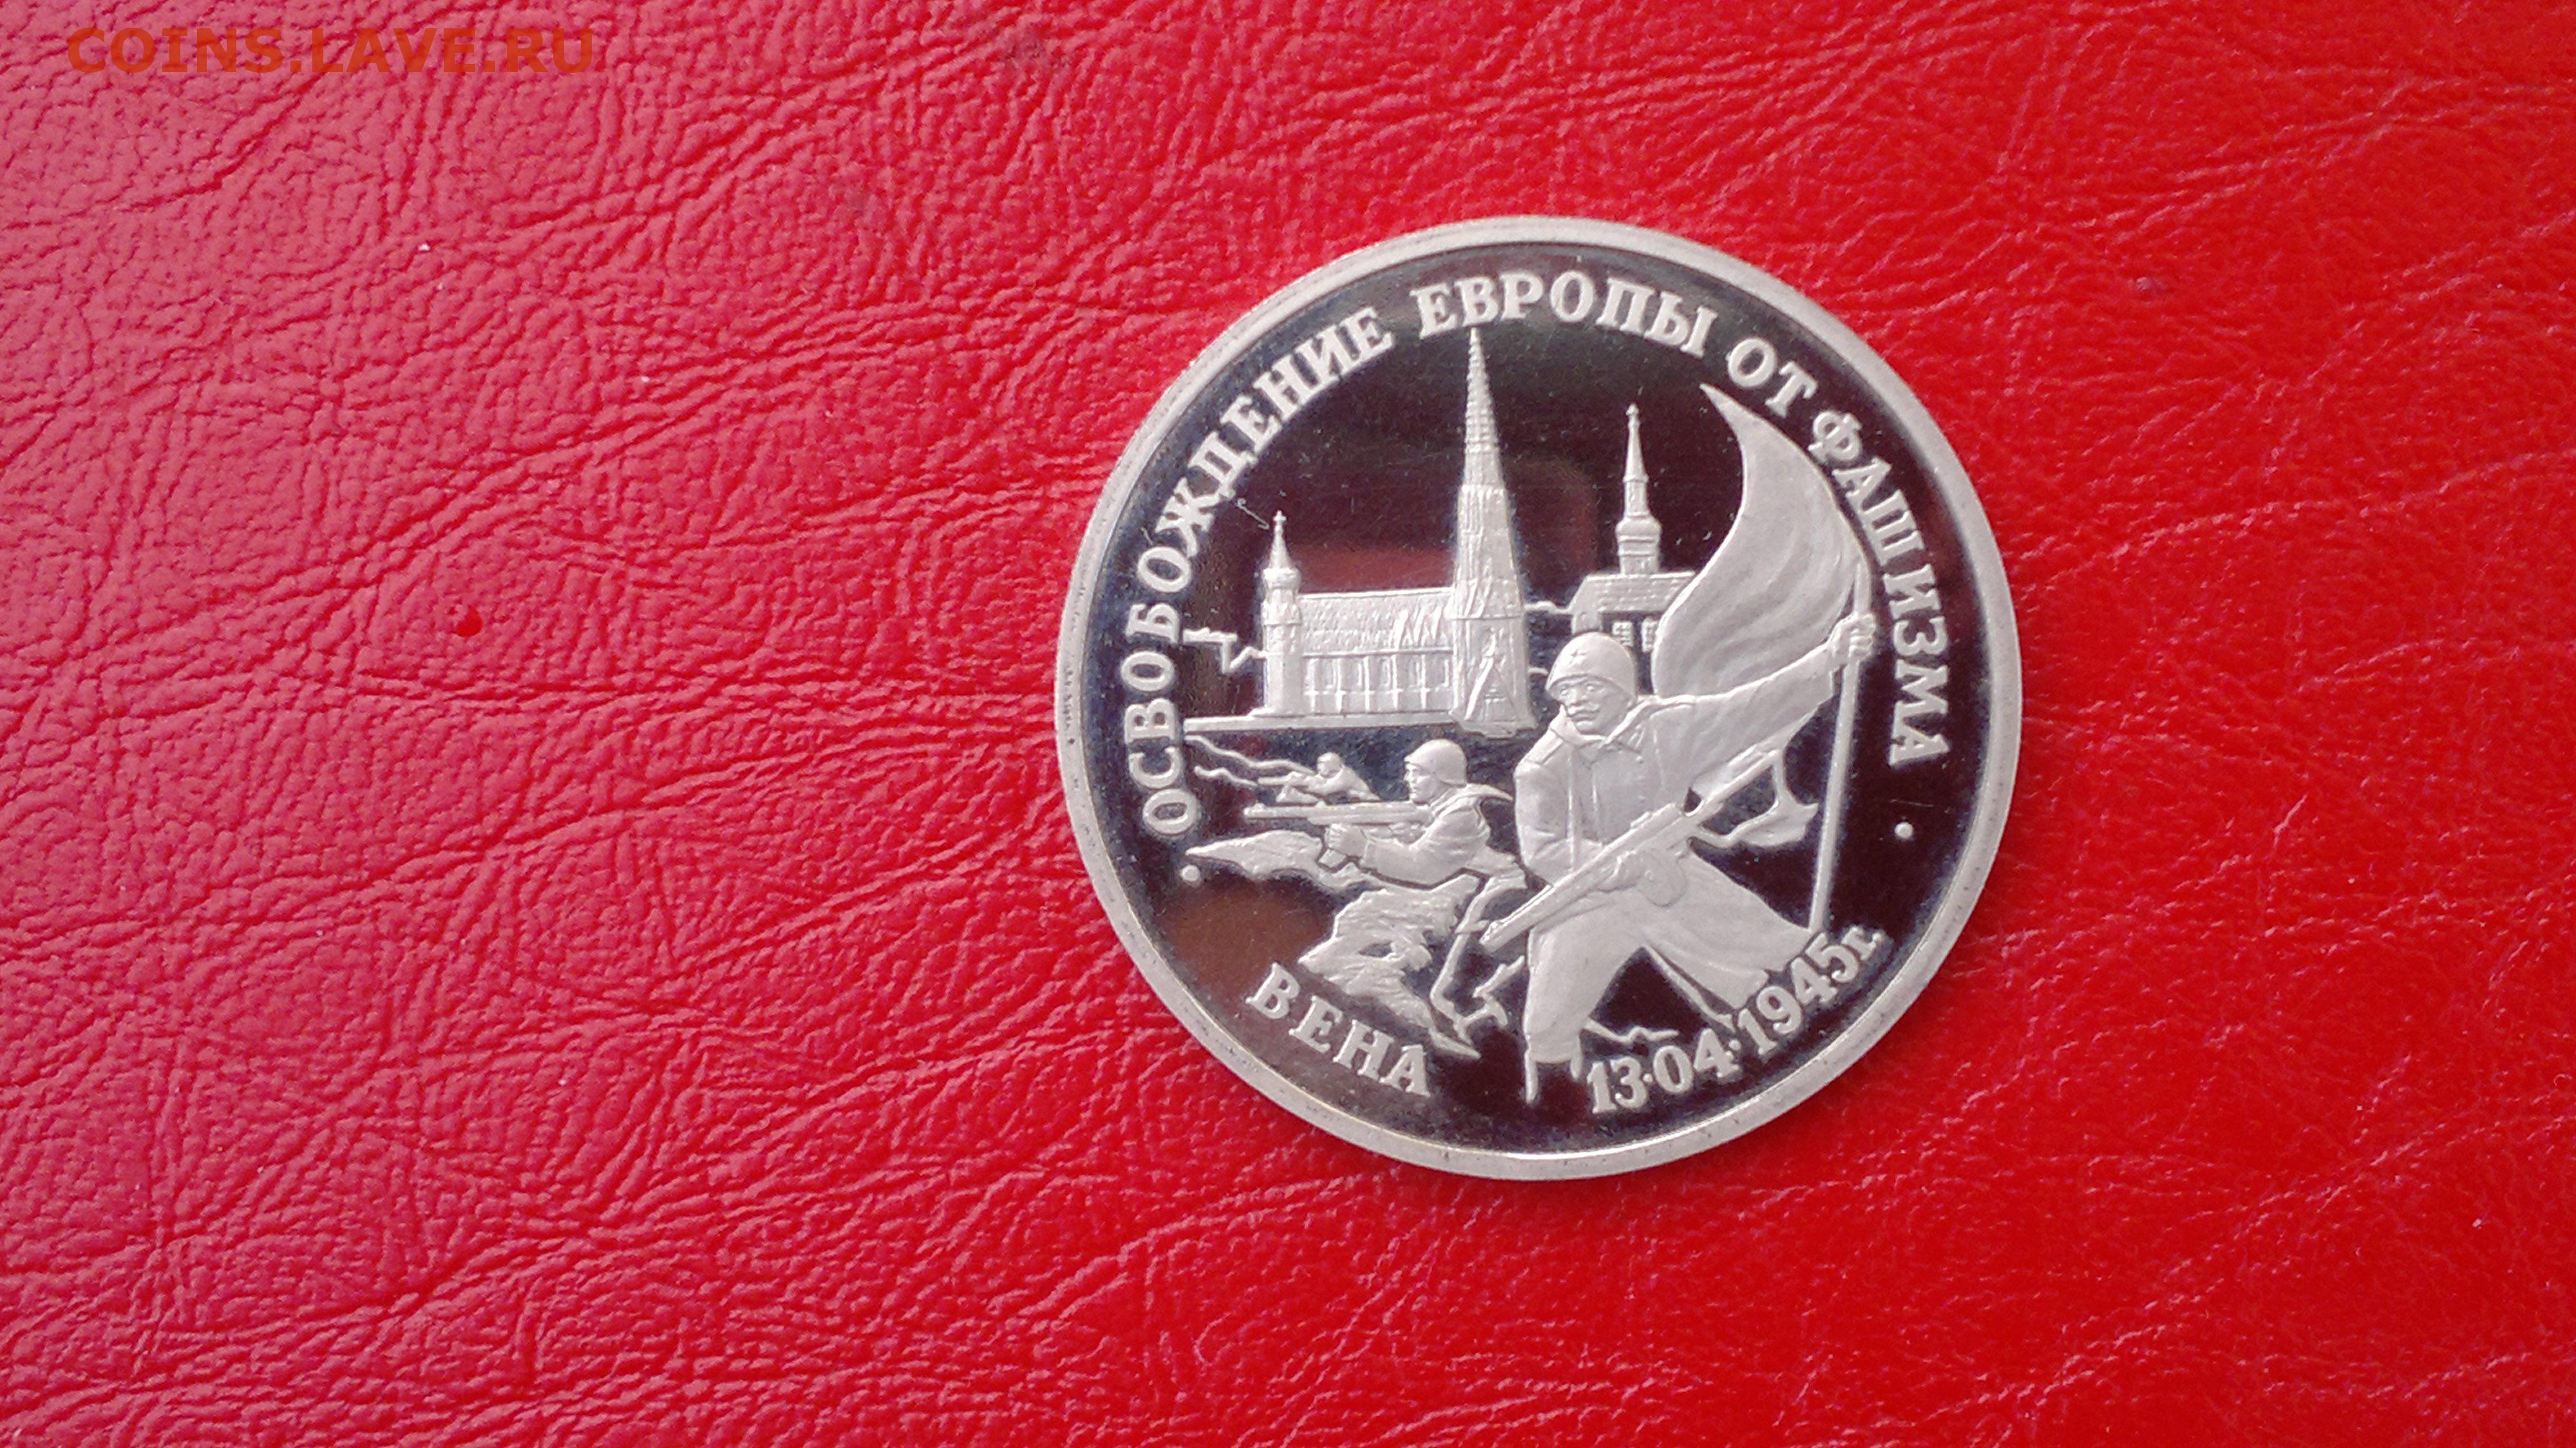 COINS.LAVE.RU
· ОСВОБОЖДЕНИЕ ЕВРОПЫ ОТ ФАШИЗМА ·
ВЕНА 13·04·1945г.